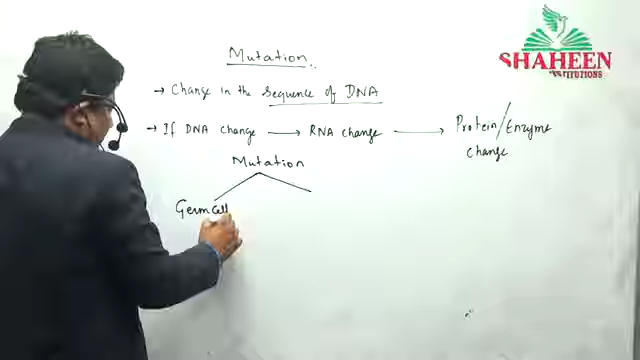 Mutation
→ Change in the sequence of DNA
→ If DNA change → RNA change → Protein/Enzyme change
Mutation
Germ cell
SHAHEEN
INSTITUTIONS